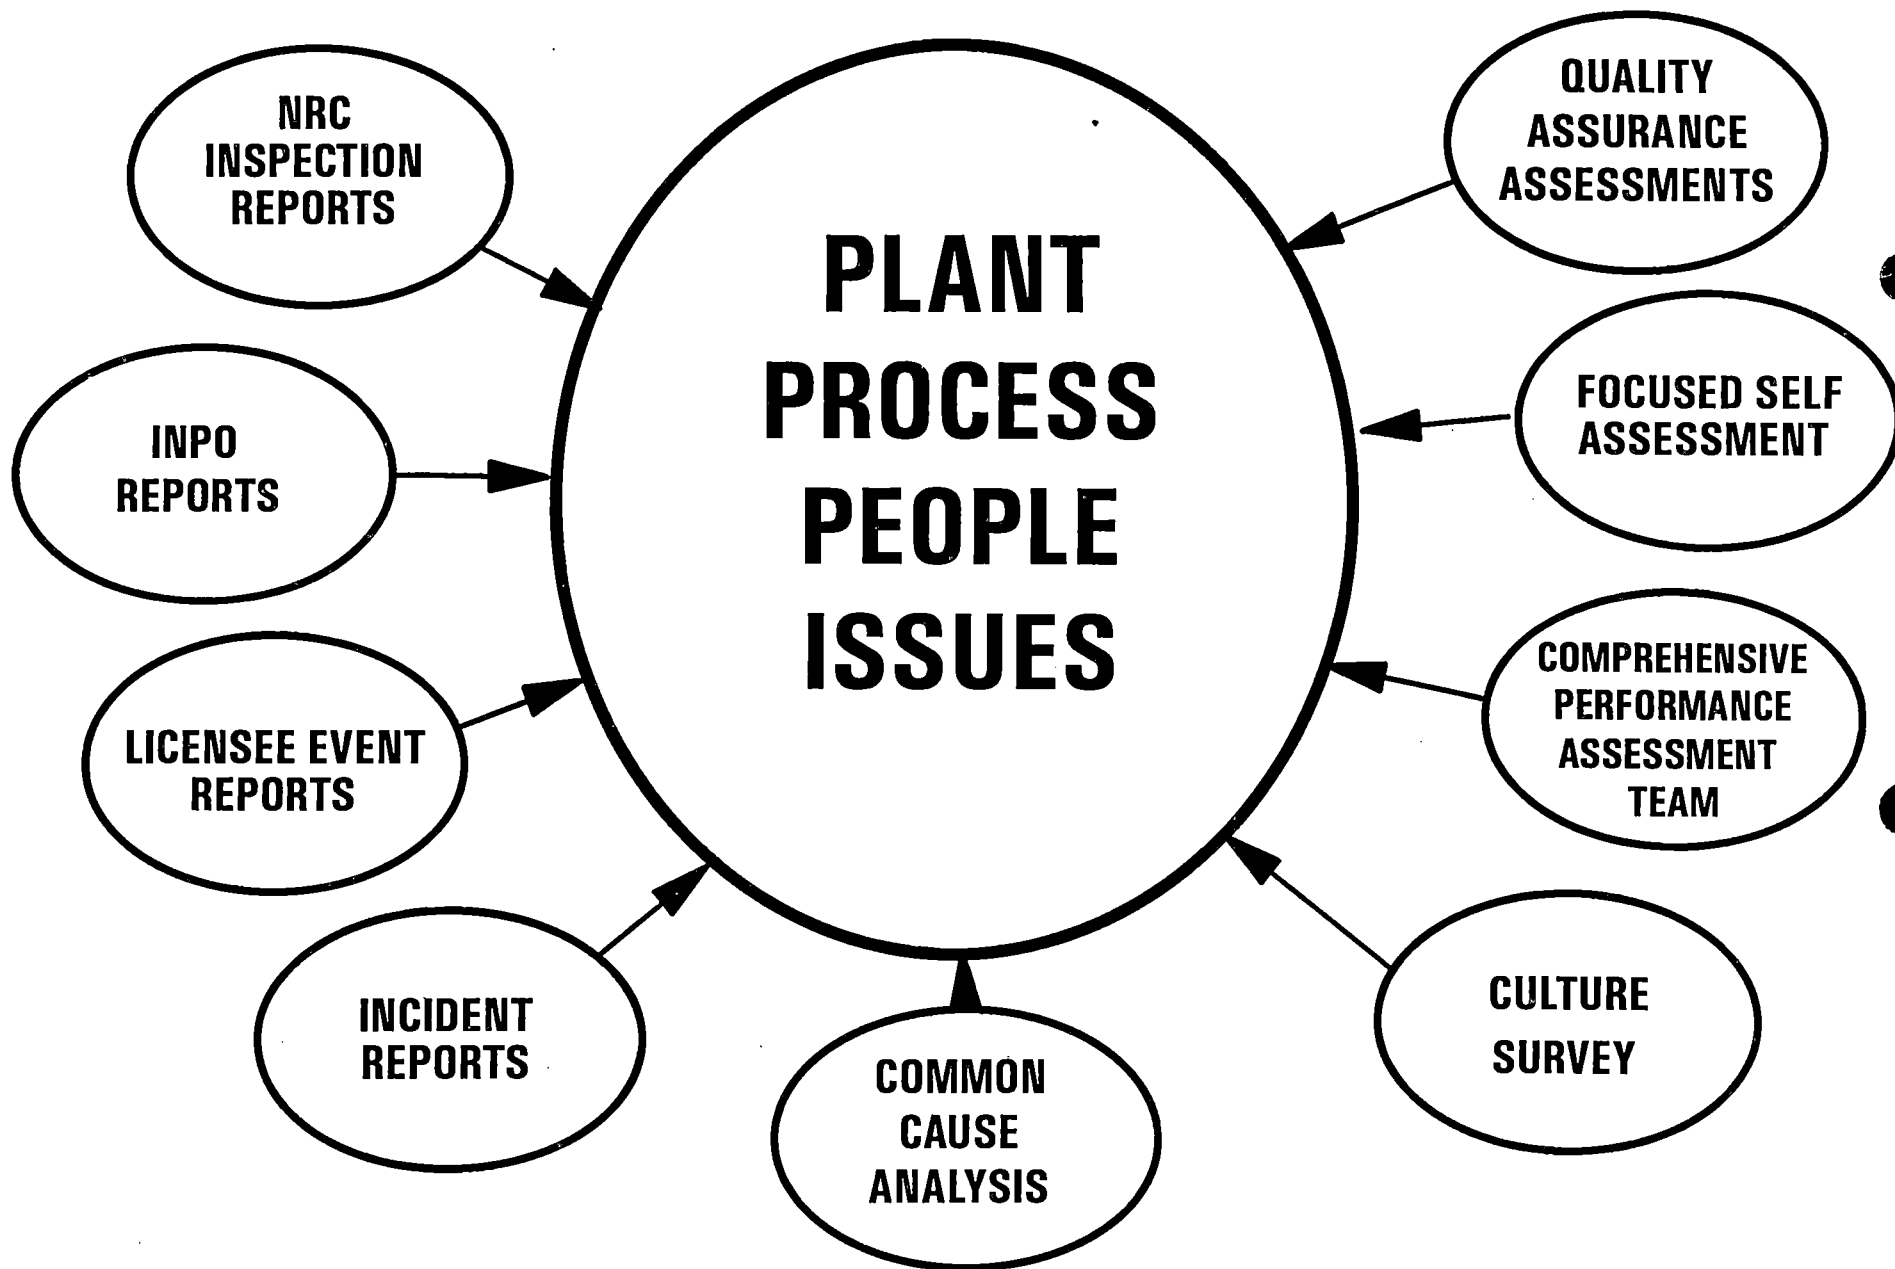 NRC
INSPECTION
REPORTS
INPO
REPORTS
LICENSEE EVENT
REPORTS
INCIDENT
REPORTS
COMMON
CAUSE
ANALYSIS
PLANT
PROCESS
PEOPLE
ISSUES
QUALITY
ASSURANCE
ASSESSMENTS
FOCUSED SELF
ASSESSMENT
COMPREHENSIVE
PERFORMANCE
ASSESSMENT
TEAM
CULTURE
SURVEY